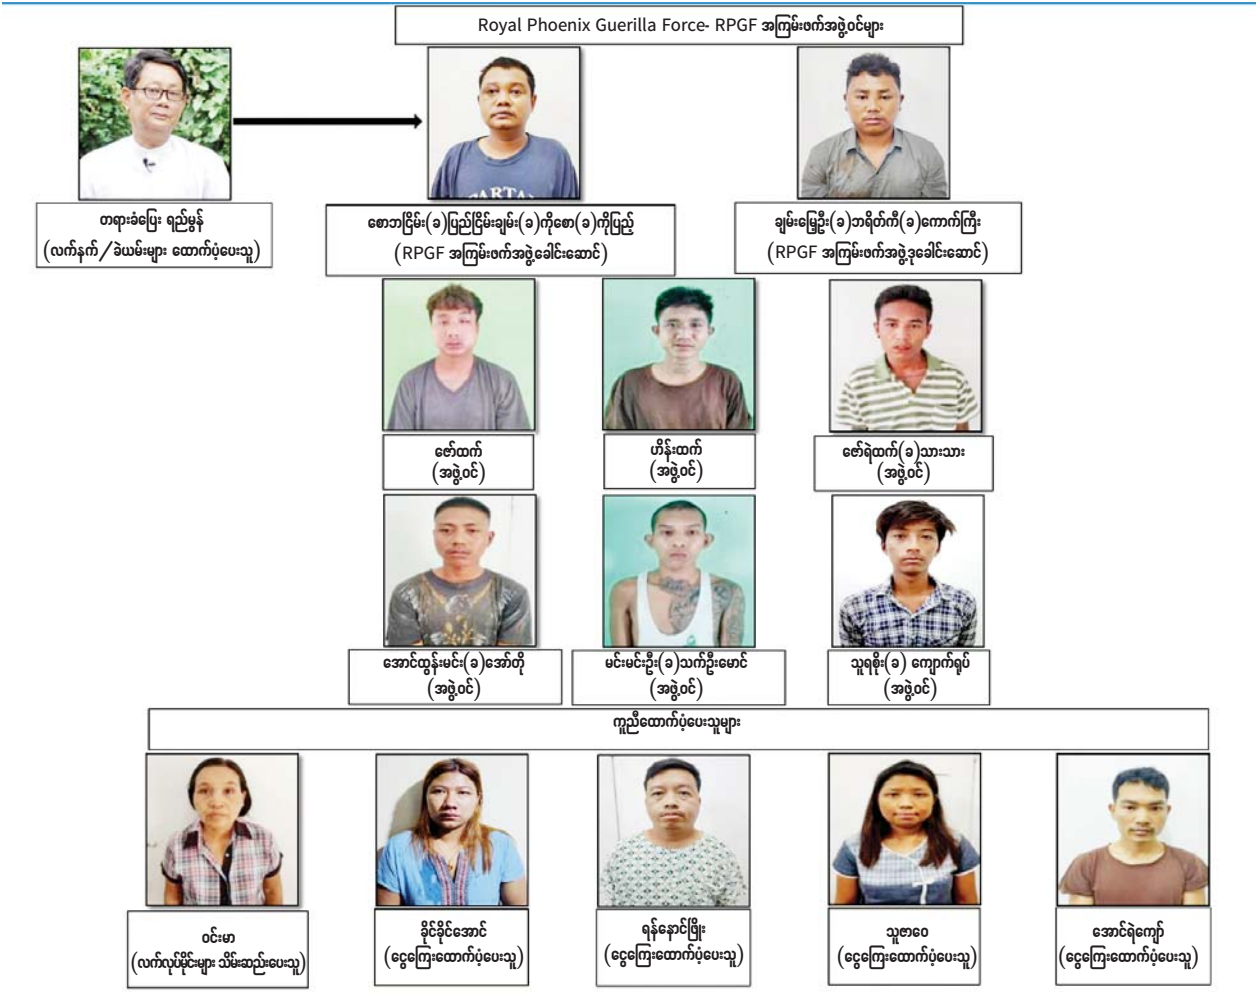 Royal Phoenix Guerilla Force- RPGF အကြမ်းဖက်အဖွဲ့ဝင်များ
တရားခံပြေး ရည်မွန်
(လက်နက်/ခဲယမ်းများ ထောက်ပံ့ပေးသူ)
စောဘငြိမ်း(ခ)ပြည်ငြိမ်းချမ်း(ခ)ကိုစော(ခ)ကိုပြည့်
(RPGF အကြမ်းဖက်အဖွဲ့ခေါင်းဆောင်)
ချမ်းမြေ့ဦး(ခ)ဘရိတ်ကီ(ခ)ကောက်ကြီး
(RPGF အကြမ်းဖက်အဖွဲ့ဒုခေါင်းဆောင်)
ဇော်ထက်
(အဖွဲ့ဝင်)
ဟိန်းထက်
(အဖွဲ့ဝင်)
ဇော်ရဲထက်(ခ)သားသား
(အဖွဲ့ဝင်)
အောင်ထွန်းမင်း(ခ)အော်တို
(အဖွဲ့ဝင်)
မင်းမင်းဦး(ခ)သက်ဦးမောင်
(အဖွဲ့ဝင်)
သူရစိုး(ခ) ကျောက်ရုပ်
(အဖွဲ့ဝင်)
ကူညီထောက်ပံ့ပေးသူများ
ဝင်းမာ
(လက်လုပ်မိုင်းများ သိမ်းဆည်းပေးသူ)
ခိုင်ခိုင်အောင်
(ငွေကြေးထောက်ပံ့ပေးသူ)
ရန်နောင်ဖြိုး
(ငွေကြေးထောက်ပံ့ပေးသူ)
သူဇာဝေ
(ငွေကြေးထောက်ပံ့ပေးသူ)
အောင်ရဲကျော်
(ငွေကြေးထောက်ပံ့ပေးသူ)